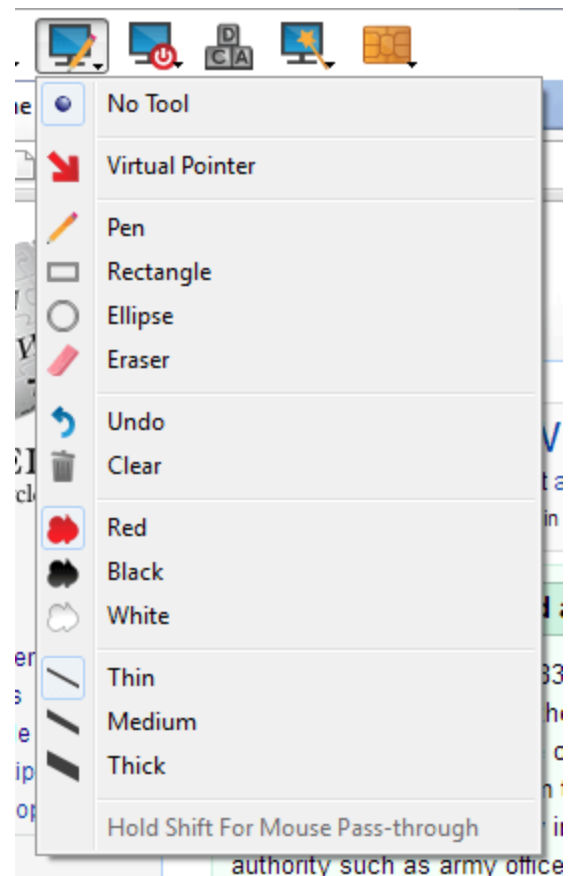 D
C A
No Tool
Virtual Pointer
Pen
Rectangle
Ellipse
Eraser
Undo
Clear
Red
Black
White
Thin
Medium
Thick
Hold Shift For Mouse Pass-through
authority such as army office